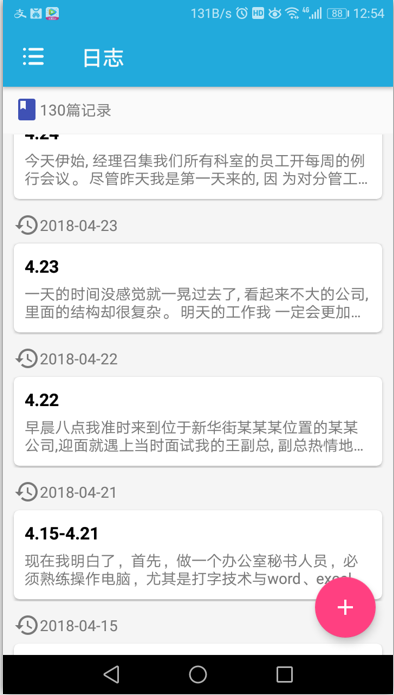 131B/s HD 4G 88 12:54
日志
130篇记录
4.24
今天伊始, 经理召集我们所有科室的员工开每周的例
行会议。 尽管昨天我是第一天来的, 因 为对分管工...
2018-04-23
4.23
一天的时间没感觉就一晃过去了, 看起来不大的公司,
里面的结构却很复杂。 明天的工作我 一定会更加...
2018-04-22
4.22
早晨八点我准时来到位于新华街某某某位置的某某
公司,迎面就遇上当时面试我的王副总, 副总热情地...
2018-04-21
4.15-4.21
现在我明白了，首先，做一个办公室秘书人员，必
须熟练操作电脑，尤其是打字技术与word、excel
2018-04-15